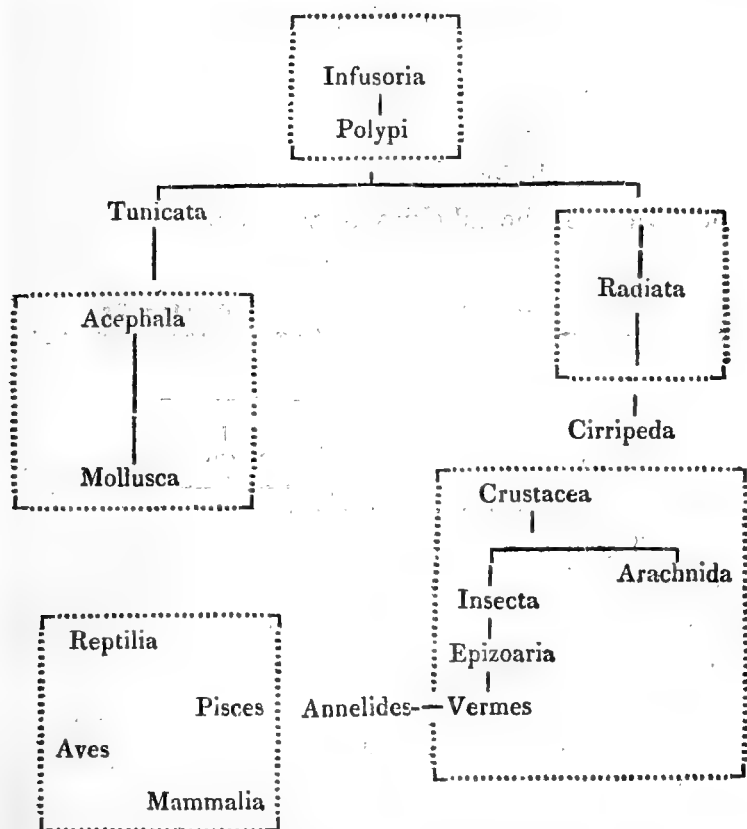 Infusoria
Polypi
Tunicata
Radiata
Acephala
Cirripeda
Mollusca
Crustacea
Arachnida
Insecta
Reptilia
Epizoaria
Pisces
Annelides
Vermes
Aves
Mammalia